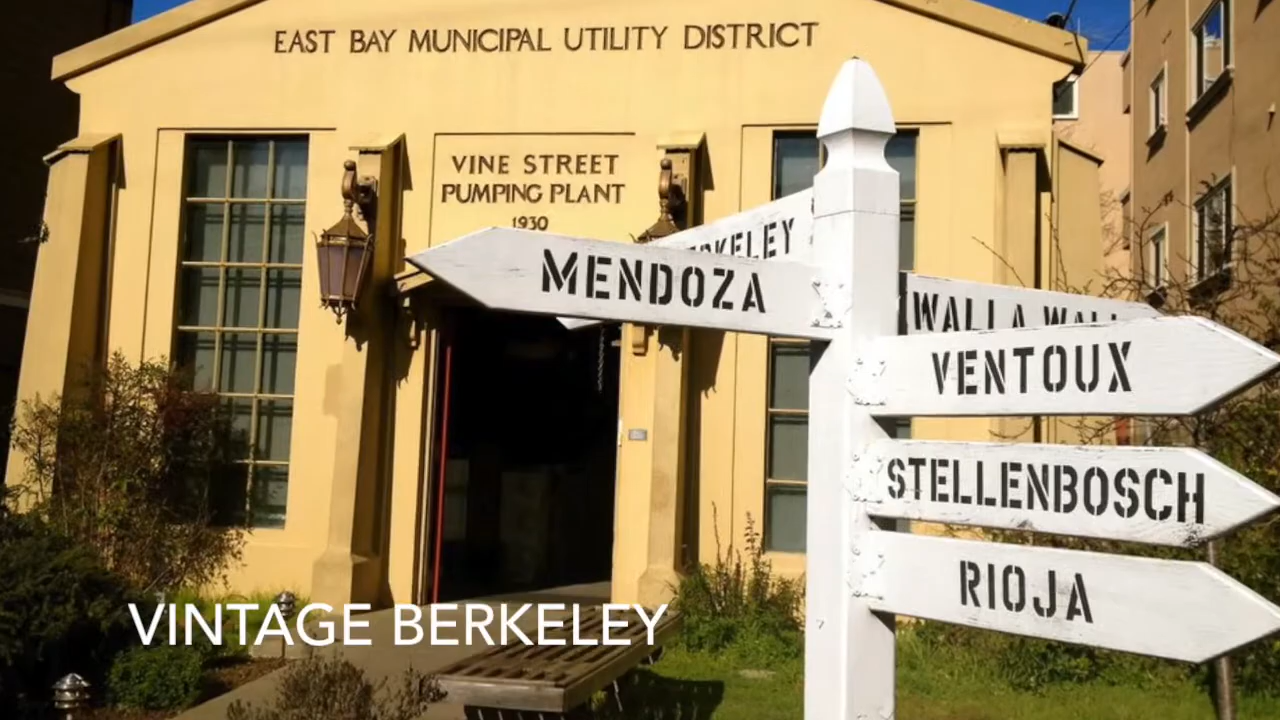 EAST BAY MUNICIPAL UTILITY DISTRICT
VINE STREET
PUMPING PLANT
1930
MENDOZA
VENTOUX
STELLENBOSCH
RIOJA
VINTAGE BERKELEY